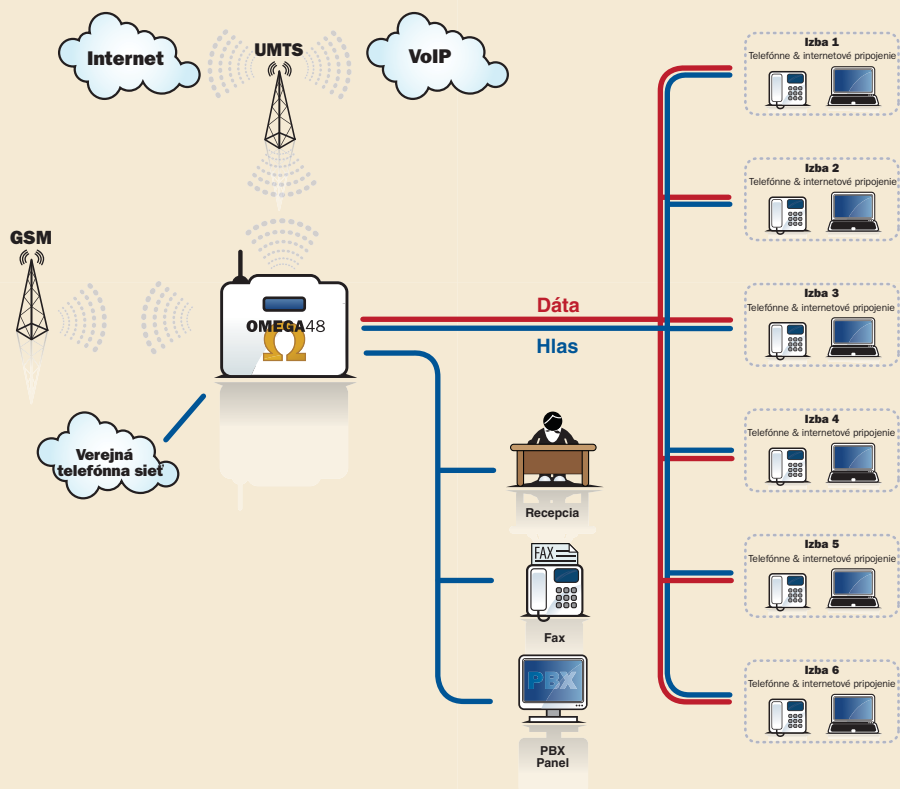 Internet
UMTS
VoIP
GSM
OMEGA48
Ω
Verejná
telefónna sieť
Dáta
Hlas
Recepcia
FAX
Fax
PBX
PBX
Panel
Izba 1
Telefónne & internetové pripojenie
Izba 2
Telefónne & internetové pripojenie
Izba 3
Telefónne & internetové pripojenie
Izba 4
Telefónne & internetové pripojenie
Izba 5
Telefónne & internetové pripojenie
Izba 6
Telefónne & internetové pripojenie